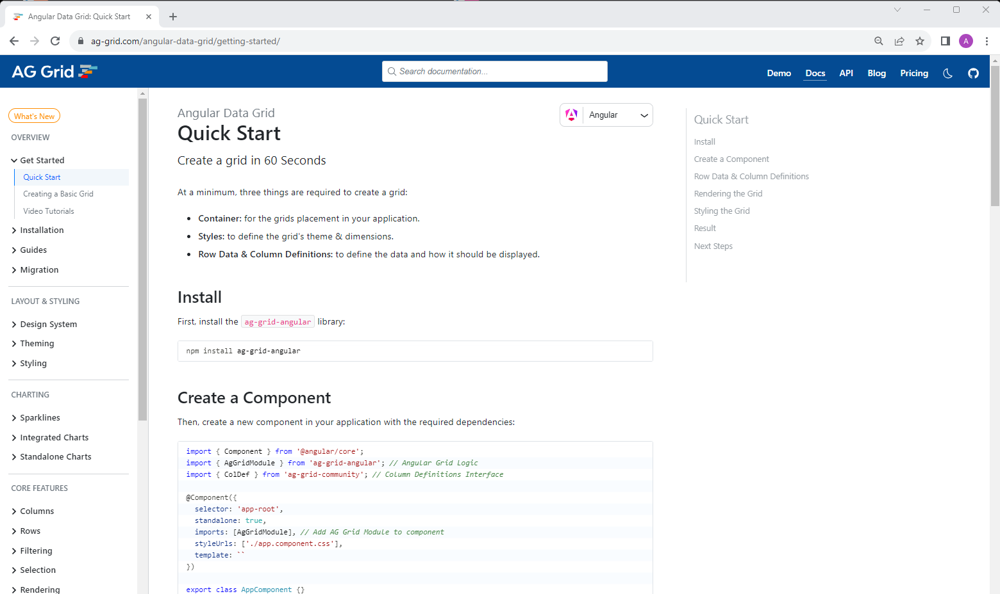 Angular Data Grid: Quick Start
ag-grid.com/angular-data-grid/getting-started/
A
AG Grid
Search documentation...
Demo Docs API Blog Pricing
What's New
OVERVIEW
Get Started
Quick Start
Creating a Basic Grid
Video Tutorials
Installation
Guides
Migration
LAYOUT & STYLING
Design System
Theming
Styling
CHARTING
Sparklines
Integrated Charts
Standalone Charts
CORE FEATURES
Columns
Rows
Filtering
Selection
Rendering
Angular Data Grid
Quick Start
Angular
Create a grid in 60 Seconds
At a minimum, three things are required to create a grid:
Container: for the grids placement in your application.
Styles: to define the grid's theme & dimensions.
Row Data & Column Definitions: to define the data and how it should be displayed.
Install
First, install the ag-grid-angular library:
npm install ag-grid-angular
Create a Component
Then, create a new component in your application with the required dependencies:
import { Component } from '@angular/core';
import { AgGridModule } from 'ag-grid-angular'; // Angular Grid Logic
import { ColDef } from 'ag-grid-community'; // Column Definitions Interface
@Component({
selector: 'app-root',
standalone: true,
imports: [AgGridModule], // Add AG Grid Module to component
styleUrls: ['./app.component.css'],
template: ``
})
export class AppComponent {}
Quick Start
Install
Create a Component
Row Data & Column Definitions
Rendering the Grid
Styling the Grid
Result
Next Steps